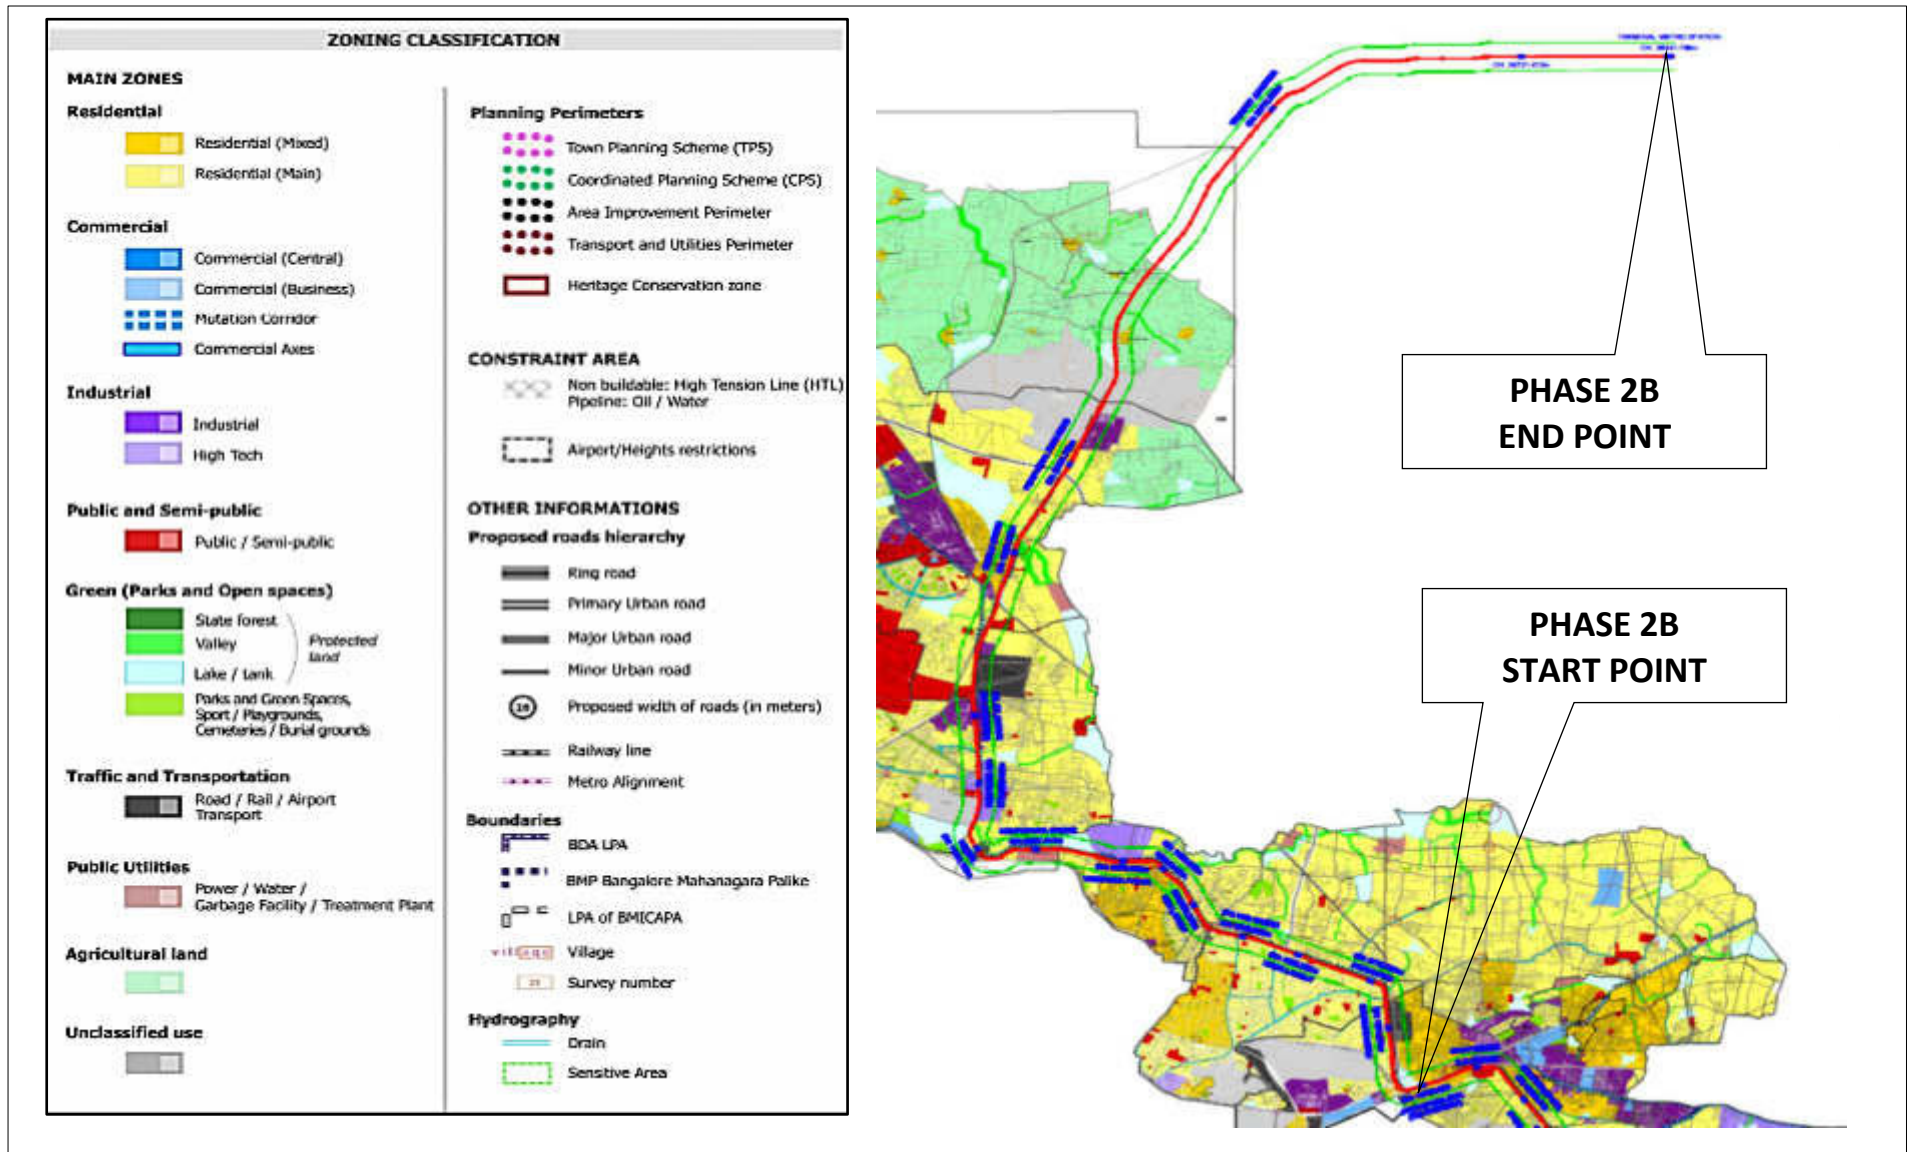 ZONING CLASSIFICATION
MAIN ZONES
Residential
Residential (Mixed)
Residential (Main)
Commercial
Commercial (Central)
Commercial (Business)
Mutation Corridor
Commercial Axes
Industrial
Industrial
High Tech
Public and Semi-public
Public / Semi-public
Green (Parks and Open spaces)
State forest
Valley
Lake / tank
Protected
land
Parks and Green Spaces,
Sport / Playgrounds,
Cemeteries / Burial grounds
Traffic and Transportation
Road / Rail / Airport
Transport
Public Utilities
Power / Water /
Garbage Facility / Treatment Plant
Agricultural land
Unclassified use
Planning Perimeters
Town Planning Scheme (TPS)
Coordinated Planning Scheme (CPS)
Area Improvement Perimeter
Transport and Utilities Perimeter
Heritage Conservation zone
CONSTRAINT AREA
Non buildable: High Tension Line (HTL)
Pipeline: Oil / Water
Airport/Heights restrictions
OTHER INFORMATIONS
Proposed roads hierarchy
Ring road
Primary Urban road
Major Urban road
Minor Urban road
Proposed width of roads (in meters)
Railway line
Metro Alignment
Boundaries
BDA LPA
BMP Bangalore Mahanagara Palike
LPA of BMICAPA
village Village
Survey number
Hydrography
Drain
Sensitive Area
PHASE 2B
END POINT
PHASE 2B
START POINT